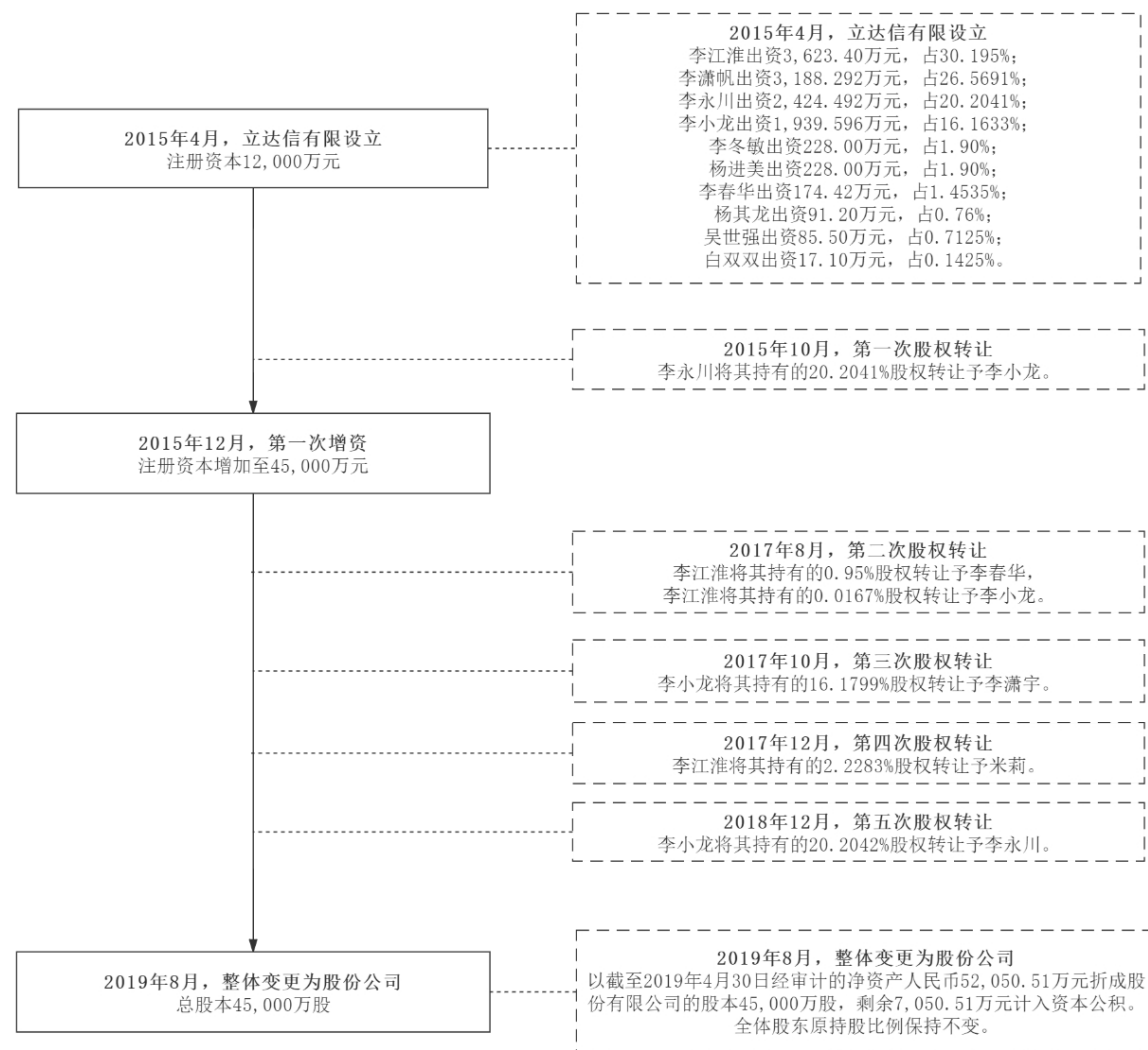 2015年4月，立达信有限设立
李江淮出资3,623.40万元，占30.195%；
李潇帆出资3,188.292万元，占26.5691%；
李永川出资2,424.492万元，占20.2041%；
李小龙出资1,939.596万元，占16.1633%；
李冬敏出资228.00万元，占1.90%；
杨进美出资228.00万元，占1.90%；
李春华出资174.42万元，占1.4535%；
杨其龙出资91.20万元，占0.76%；
吴世强出资85.50万元，占0.7125%；
白双双出资17.10万元，占0.1425%。
2015年4月，立达信有限设立
注册资本12,000万元
2015年10月，第一次股权转让
李永川将其持有的20.2041%股权转让予李小龙。
2015年12月，第一次增资
注册资本增加至45,000万元
2017年8月，第二次股权转让
李江淮将其持有的0.95%股权转让予李春华，
李江淮将其持有的0.0167%股权转让予李小龙。
2017年10月，第三次股权转让
李小龙将其持有的16.1799%股权转让予李潇宇。
2017年12月，第四次股权转让
李江淮将其持有的2.2283%股权转让予米莉。
2018年12月，第五次股权转让
李小龙将其持有的20.2042%股权转让予李永川。
2019年8月，整体变更为股份公司
总股本45,000万股
2019年8月，整体变更为股份公司
以截至2019年4月30日经审计的净资产人民币52,050.51万元折成股
份有限公司的股本45,000万股，剩余7,050.51万元计入资本公积。
全体股东原持股比例保持不变。